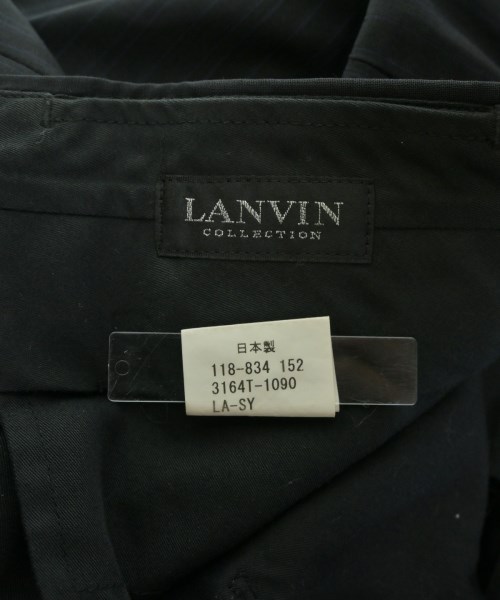 LANVIN
COLLECTION
日本製
118-834 152
3164T-1090
LA-SY